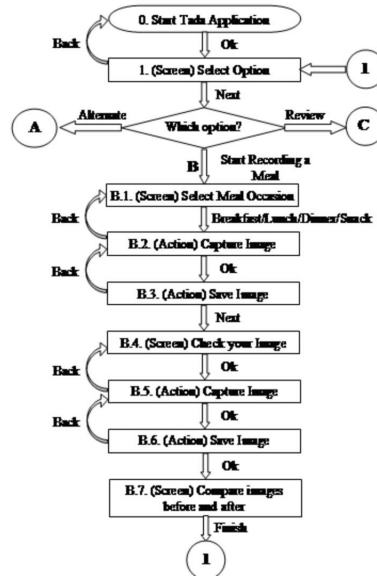 0. Start Tada Application
Back
Ok
1. (Screen) Select Option
1
Next
A
Alternate
Which option?
Review
C
B
Start Recording a
Meal
B.1. (Screen) Select Meal Occasion
Back
Breakfast/Lunch/Dinner/Snack
B.2. (Action) Capture Image
Back
Ok
B.3. (Action) Save Image
Next
B.4. (Screen) Check your Image
Back
Ok
B.5. (Action) Capture Image
Back
Ok
B.6. (Action) Save Image
Ok
B.7. (Screen) Compare images
before and after
Finish
1